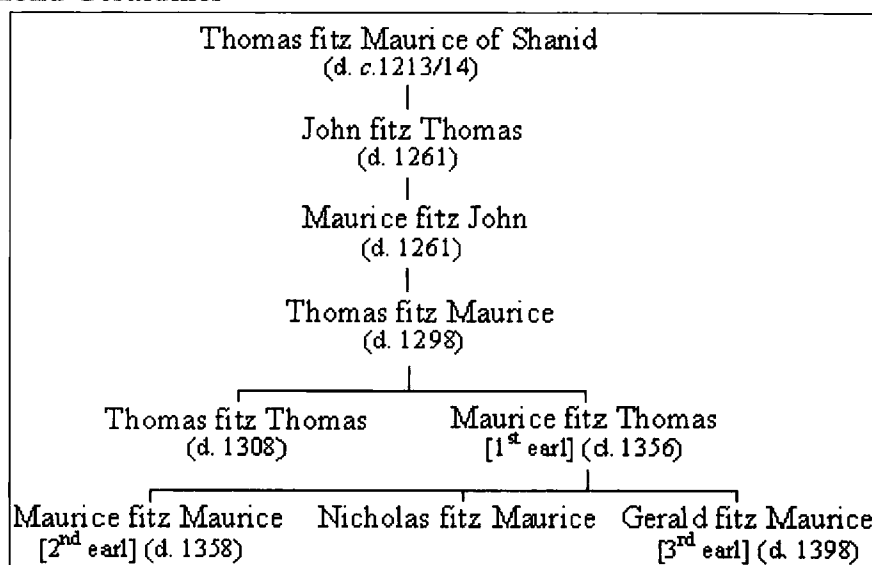 Thomas fitz Maurice of Shanid
(d. c.1213/14)
John fitz Thomas
(d. 1261)
Maurice fitz John
(d. 1261)
Thomas fitz Maurice
(d. 1298)
Thomas fitz Thomas
(d. 1308)
Maurice fitz Thomas
[1st earl] (d. 1356)
Maurice fitz Maurice
[2nd earl] (d. 1358)
Nicholas fitz Maurice
Gerald fitz Maurice
[3rd earl] (d. 1398)